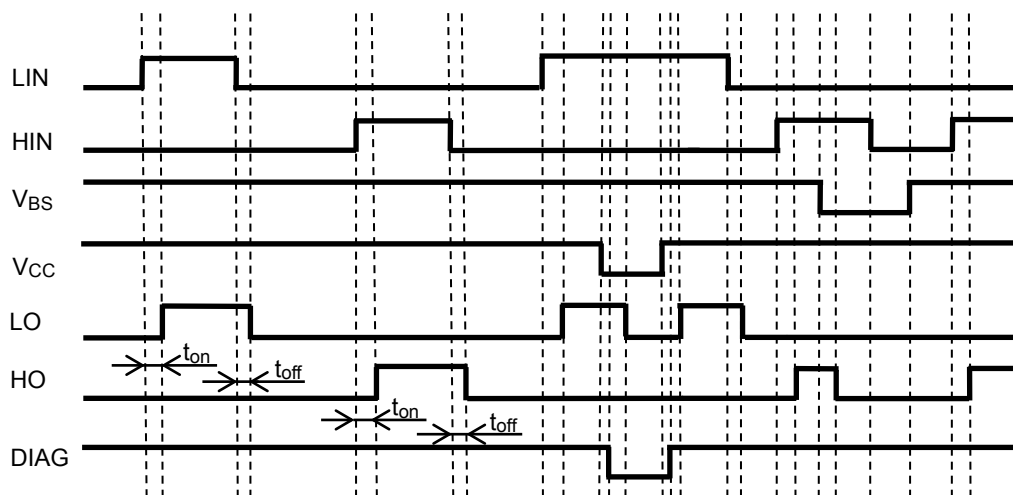 LIN
HIN
VBS
VCC
LO
ton
HO
toff
ton
toff
DIAG